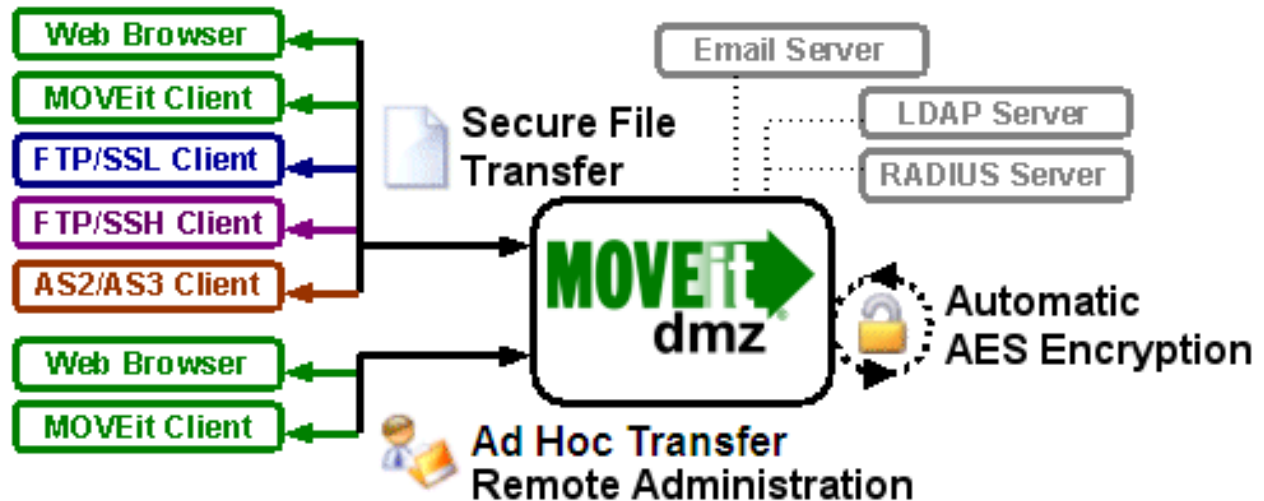 Web Browser
MOVEit Client
FTP/SSL Client
FTP/SSH Client
AS2/AS3 Client
Web Browser
MOVEit Client
Secure File
Transfer
Email Server
LDAP Server
RADIUS Server
MOVEit®
dmz
Automatic
AES Encryption
Ad Hoc Transfer
Remote Administration